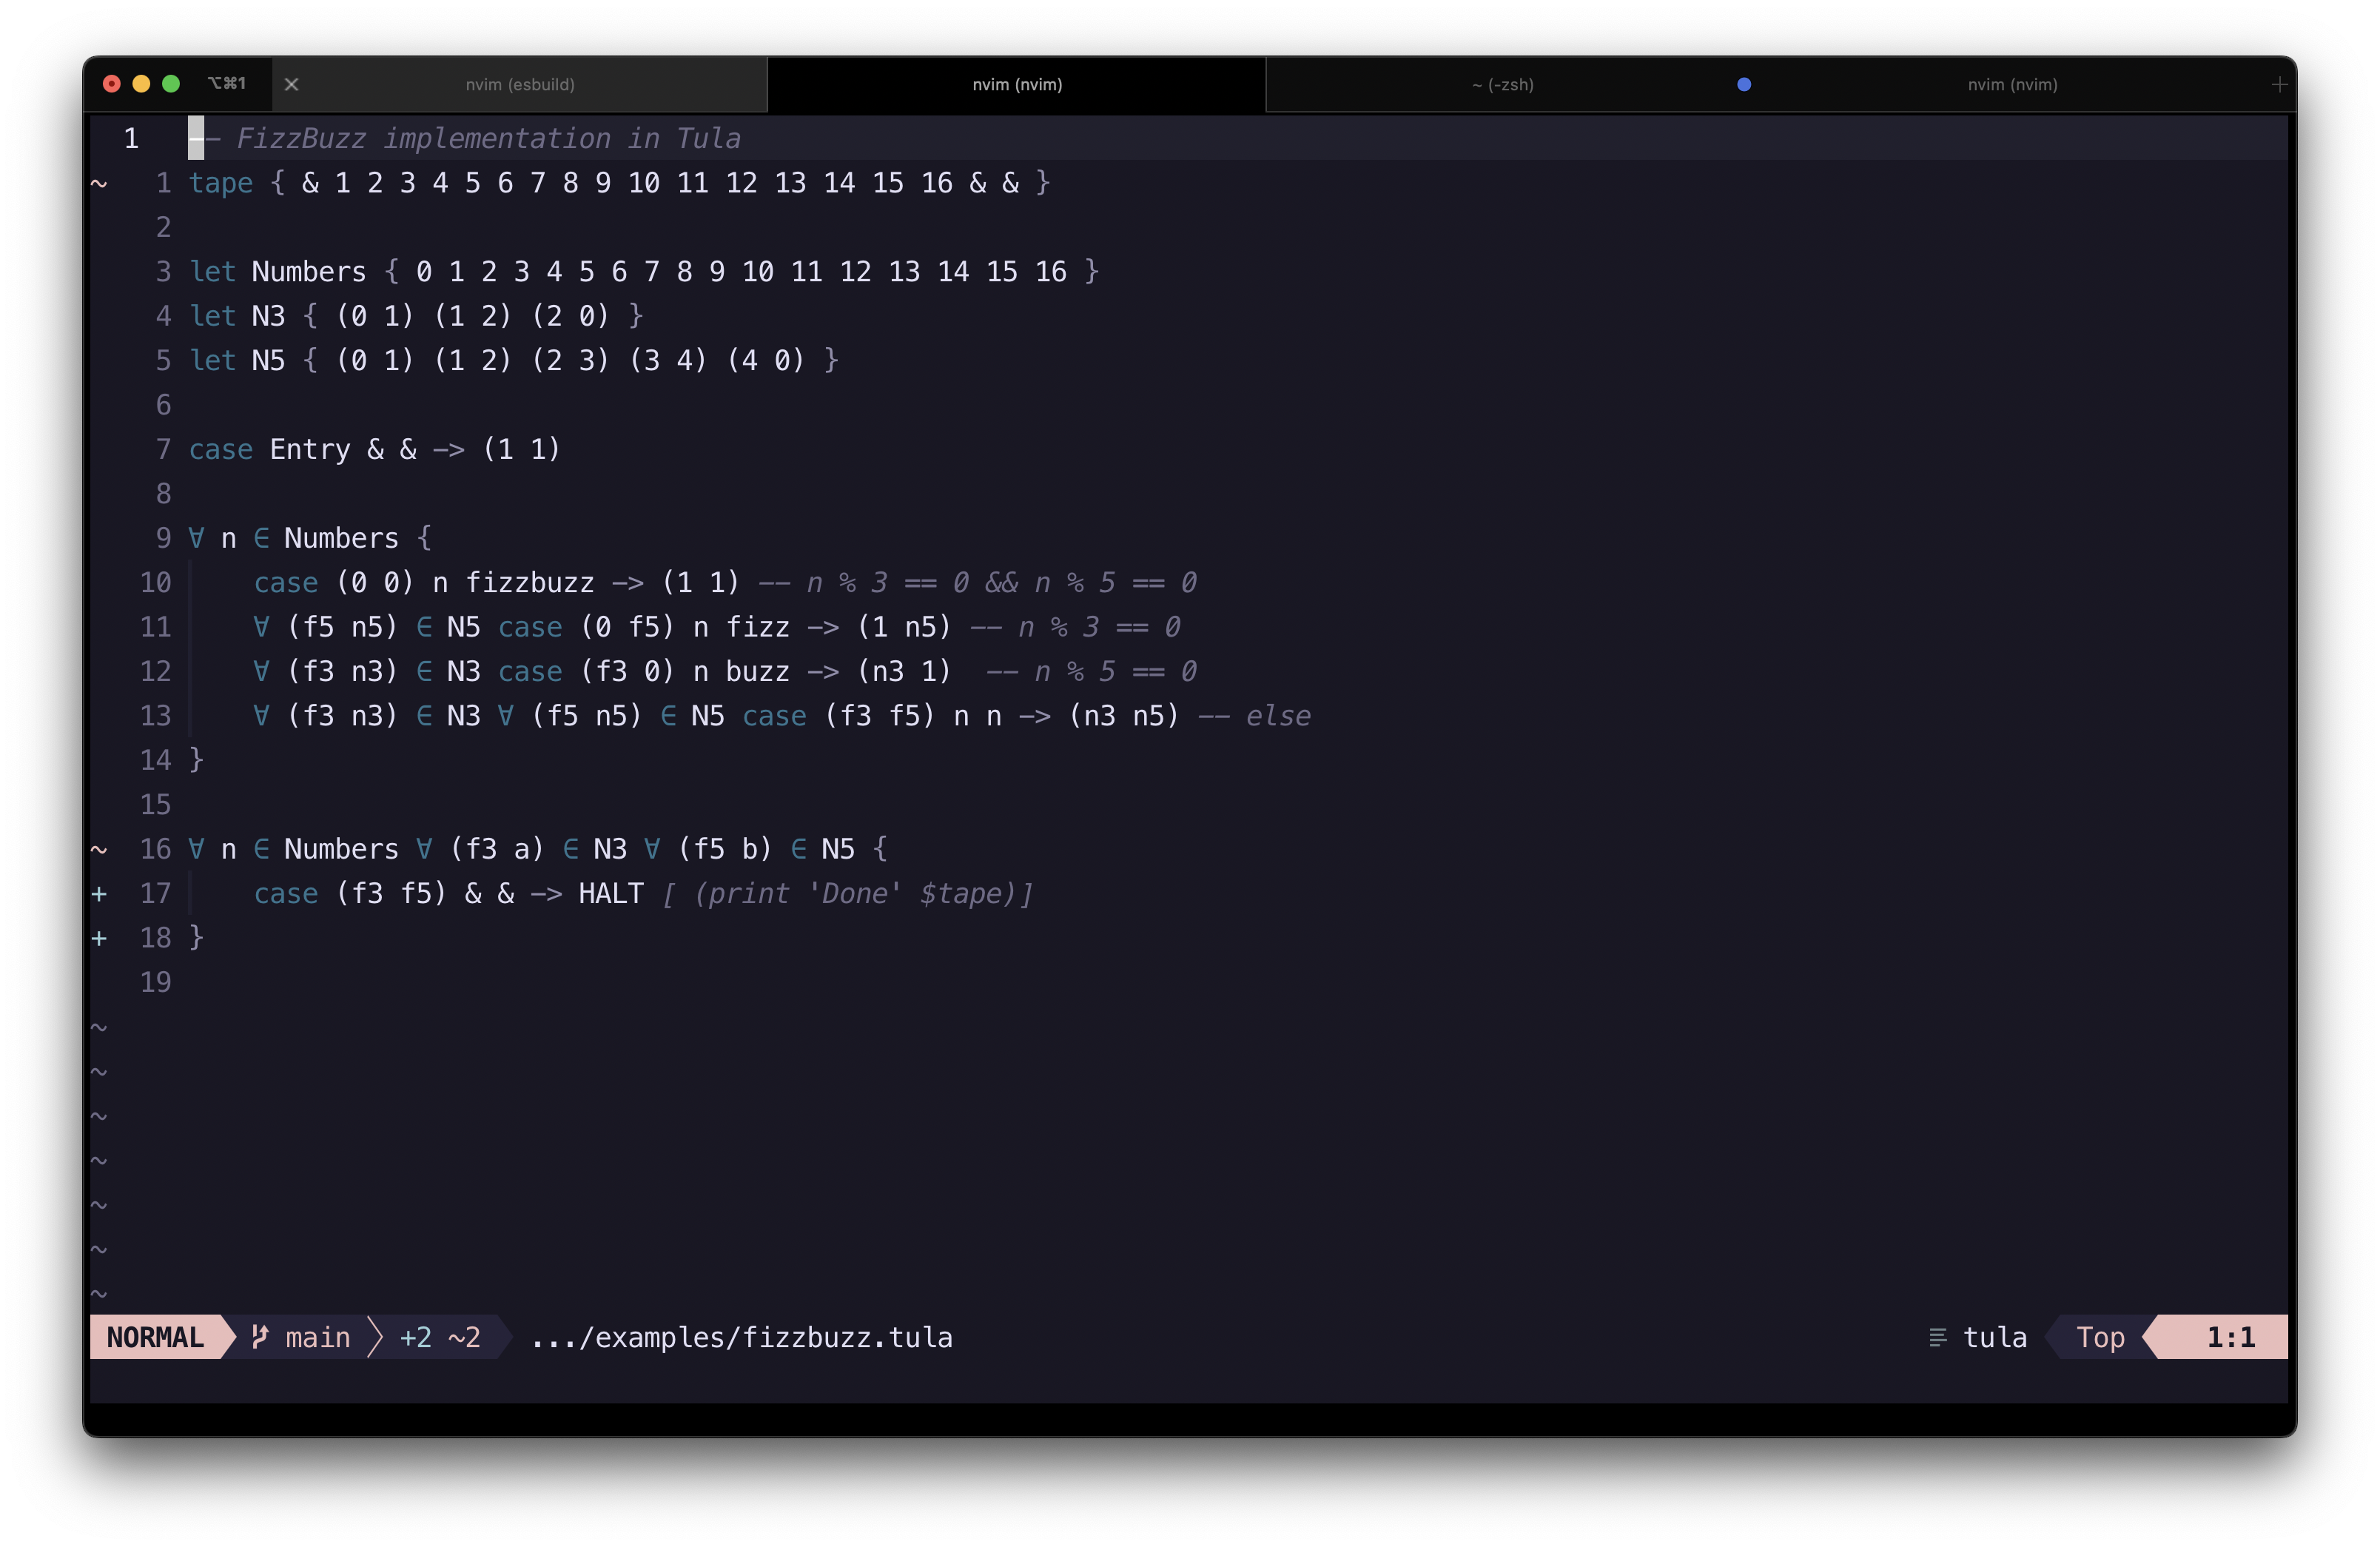 ⌥⌘1 ✕ nvim (esbuild) nvim (nvim) ~ (-zsh) nvim (nvim) +
1 -- FizzBuzz implementation in Tula
~ 1 tape { & 1 2 3 4 5 6 7 8 9 10 11 12 13 14 15 16 & & }
2
3 let Numbers { 0 1 2 3 4 5 6 7 8 9 10 11 12 13 14 15 16 }
4 let N3 { (0 1) (1 2) (2 0) }
5 let N5 { (0 1) (1 2) (2 3) (3 4) (4 0) }
6
7 case Entry & & -> (1 1)
8
9 ∀ n ∈ Numbers {
10 case (0 0) n fizzbuzz -> (1 1) -- n % 3 == 0 && n % 5 == 0
11 ∀ (f5 n5) ∈ N5 case (0 f5) n fizz -> (1 n5) -- n % 3 == 0
12 ∀ (f3 n3) ∈ N3 case (f3 0) n buzz -> (n3 1) -- n % 5 == 0
13 ∀ (f3 n3) ∈ N3 ∀ (f5 n5) ∈ N5 case (f3 f5) n n -> (n3 n5) -- else
14 }
15
~ 16 ∀ n ∈ Numbers ∀ (f3 a) ∈ N3 ∀ (f5 b) ∈ N5 {
+ 17 case (f3 f5) & & -> HALT [ (print 'Done' $tape)]
+ 18 }
19
~
~
~
~
~
~
~
NORMAL main +2 ~2 .../examples/fizzbuzz.tula tula Top 1:1